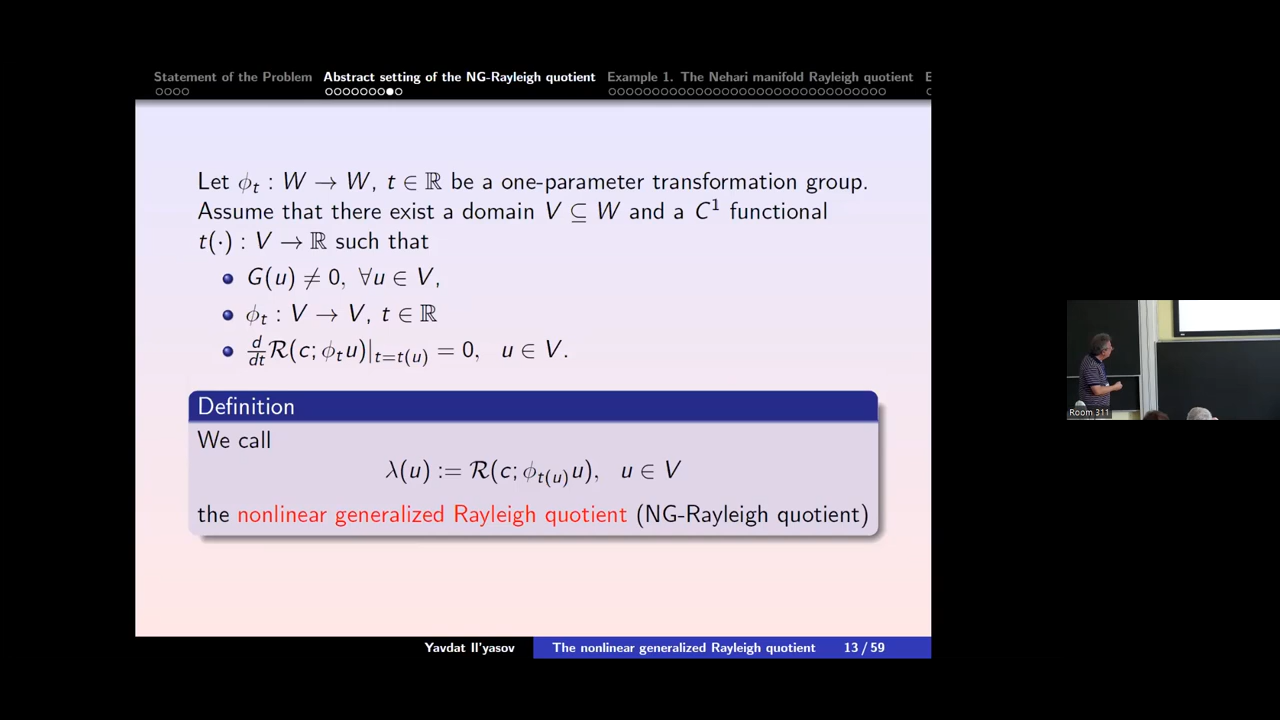 Statement of the Problem Abstract setting of the NG-Rayleigh quotient Example 1. The Nehari manifold Rayleigh quotient E
Let ϕ_t : W → W, t ∈ ℝ be a one-parameter transformation group.
Assume that there exist a domain V ⊆ W and a C¹ functional
t(·) : V → ℝ such that
G(u) ≠ 0, ∀u ∈ V,
ϕ_t : V → V, t ∈ ℝ
d/dt ℛ(c; ϕ_t u)|_{t=t(u)} = 0, u ∈ V.
Definition
We call
λ(u) := ℛ(c; ϕ_{t(u)}u), u ∈ V
the nonlinear generalized Rayleigh quotient (NG-Rayleigh quotient)
Yavdat Il'yasov The nonlinear generalized Rayleigh quotient 13 / 59
Room 311